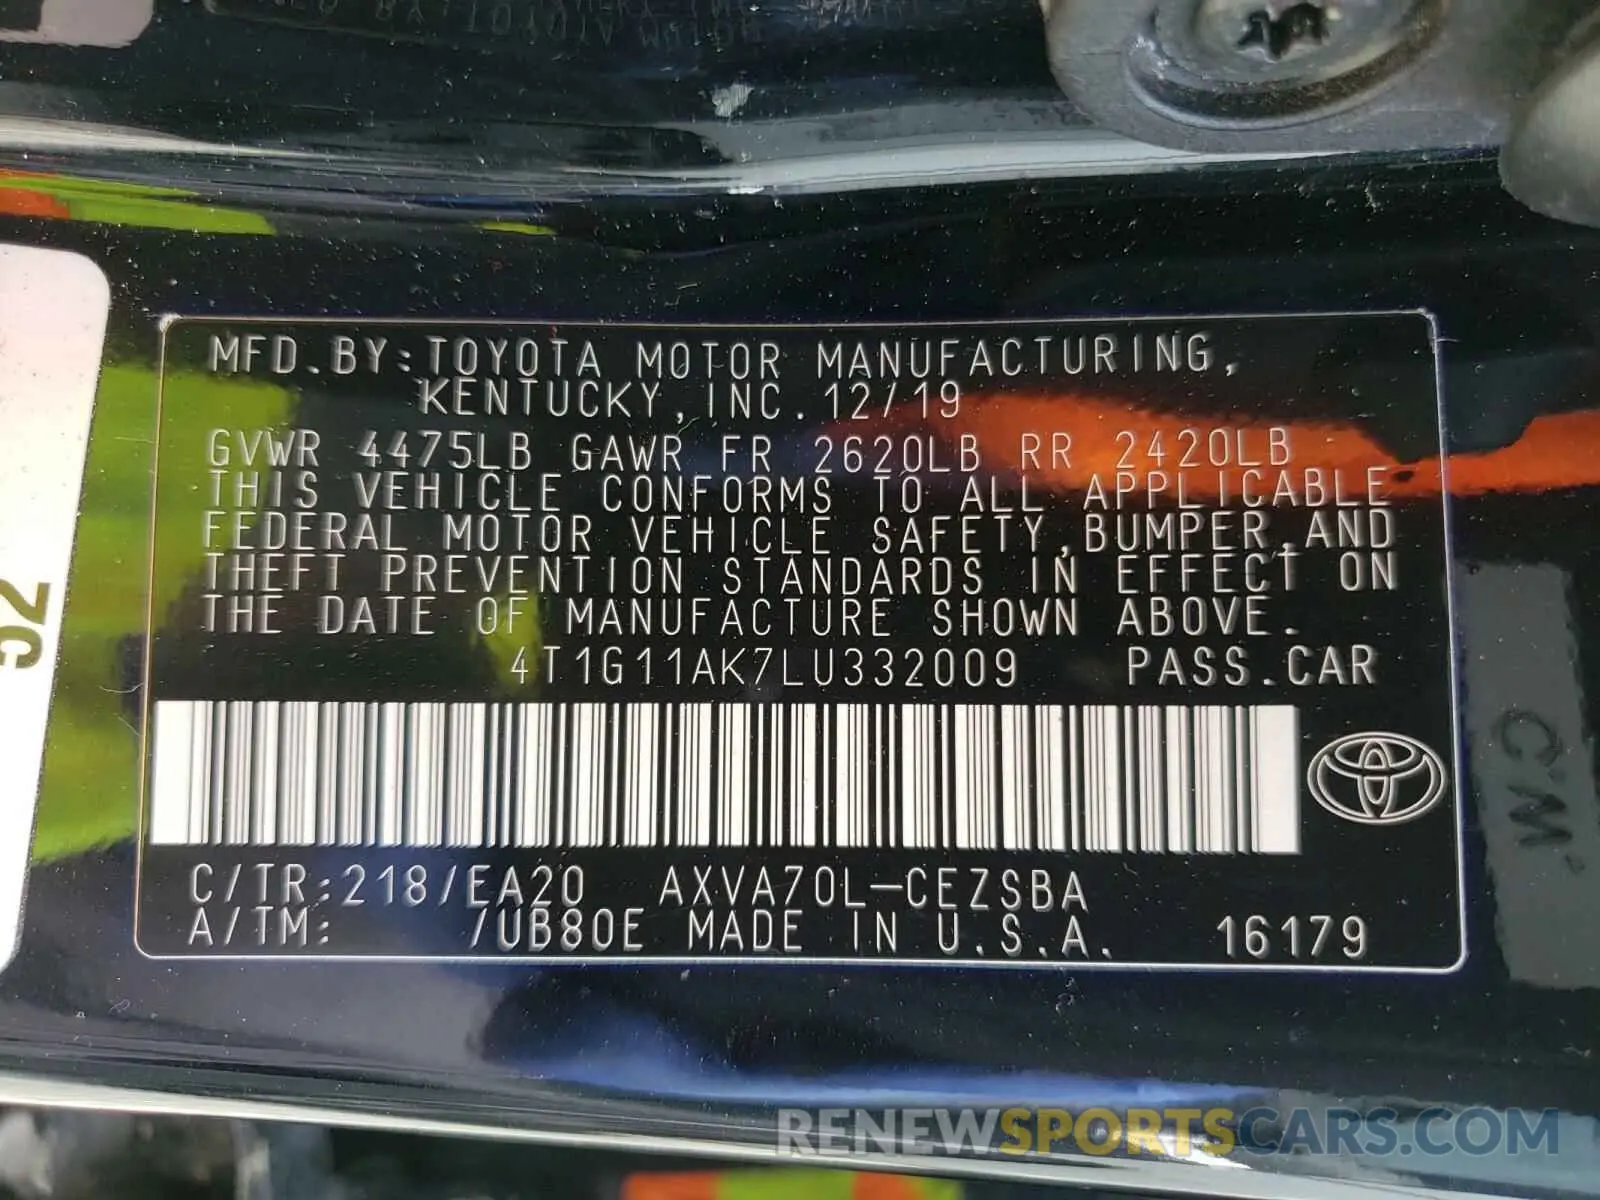 MFD.BY:TOYOTA MOTOR MANUFACTURING,
KENTUCKY,INC. 12/19
GVWR 4475LB GAWR FR 2620LB RR 2420LB
THIS VEHICLE CONFORMS TO ALL APPLICABLE
FEDERAL MOTOR VEHICLE SAFETY,BUMPER,AND
THEFT PREVENTION STANDARDS IN EFFECT ON
THE DATE OF MANUFACTURE SHOWN ABOVE.
4T1G11AK7LU332009 PASS.CAR
C/TR:218/EA20 AXVA70L-CEZSBA
A/TM: /UB80E MADE IN U.S.A. 16179
52
CM
RENEWSPORTSCARS.COM